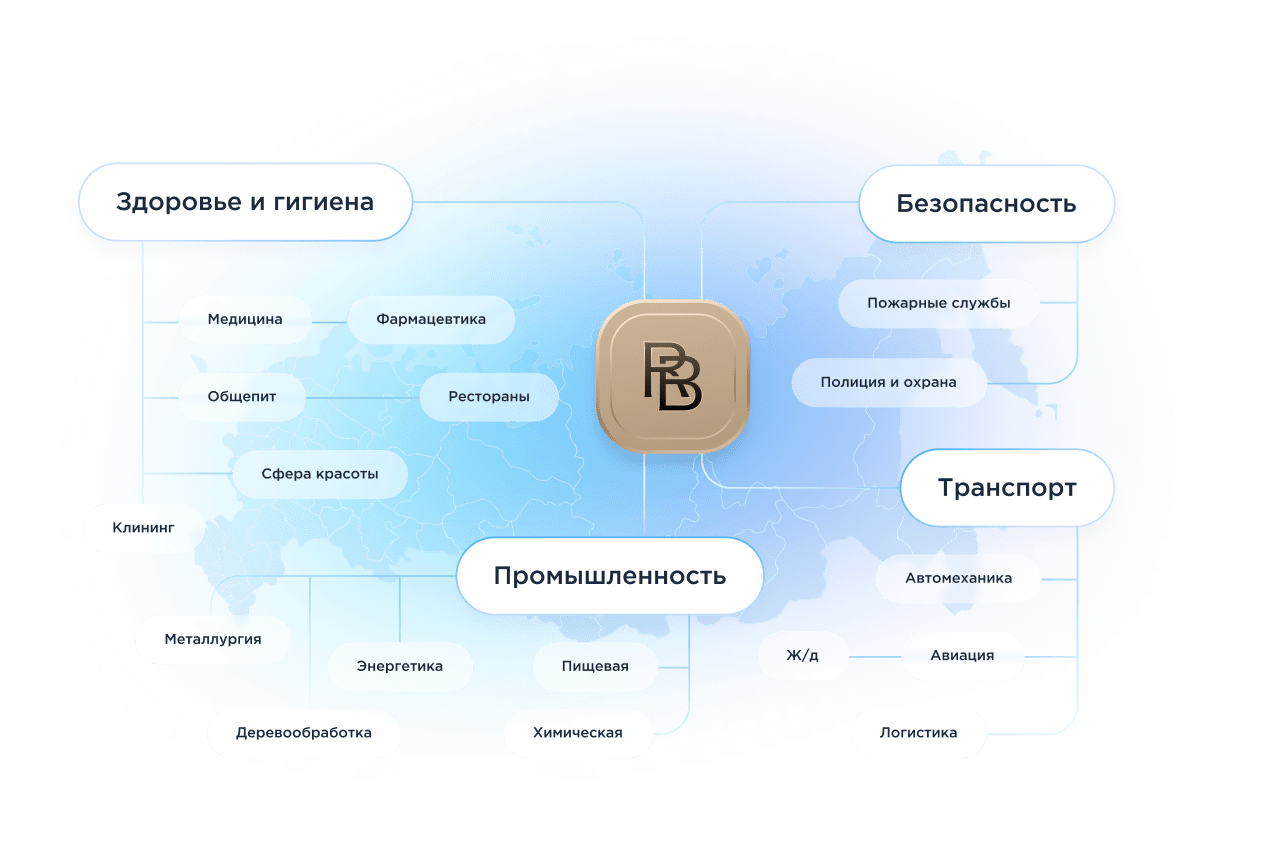 Здоровье и гигиена
Безопасность
Медицина
Фармацевтика
Пожарные службы
Общепит
Рестораны
Полиция и охрана
RB
Сфера красоты
Транспорт
Клининг
Промышленность
Автомеханика
Металлургия
Энергетика
Пищевая
Ж/д
Авиация
Деревообработка
Химическая
Логистика